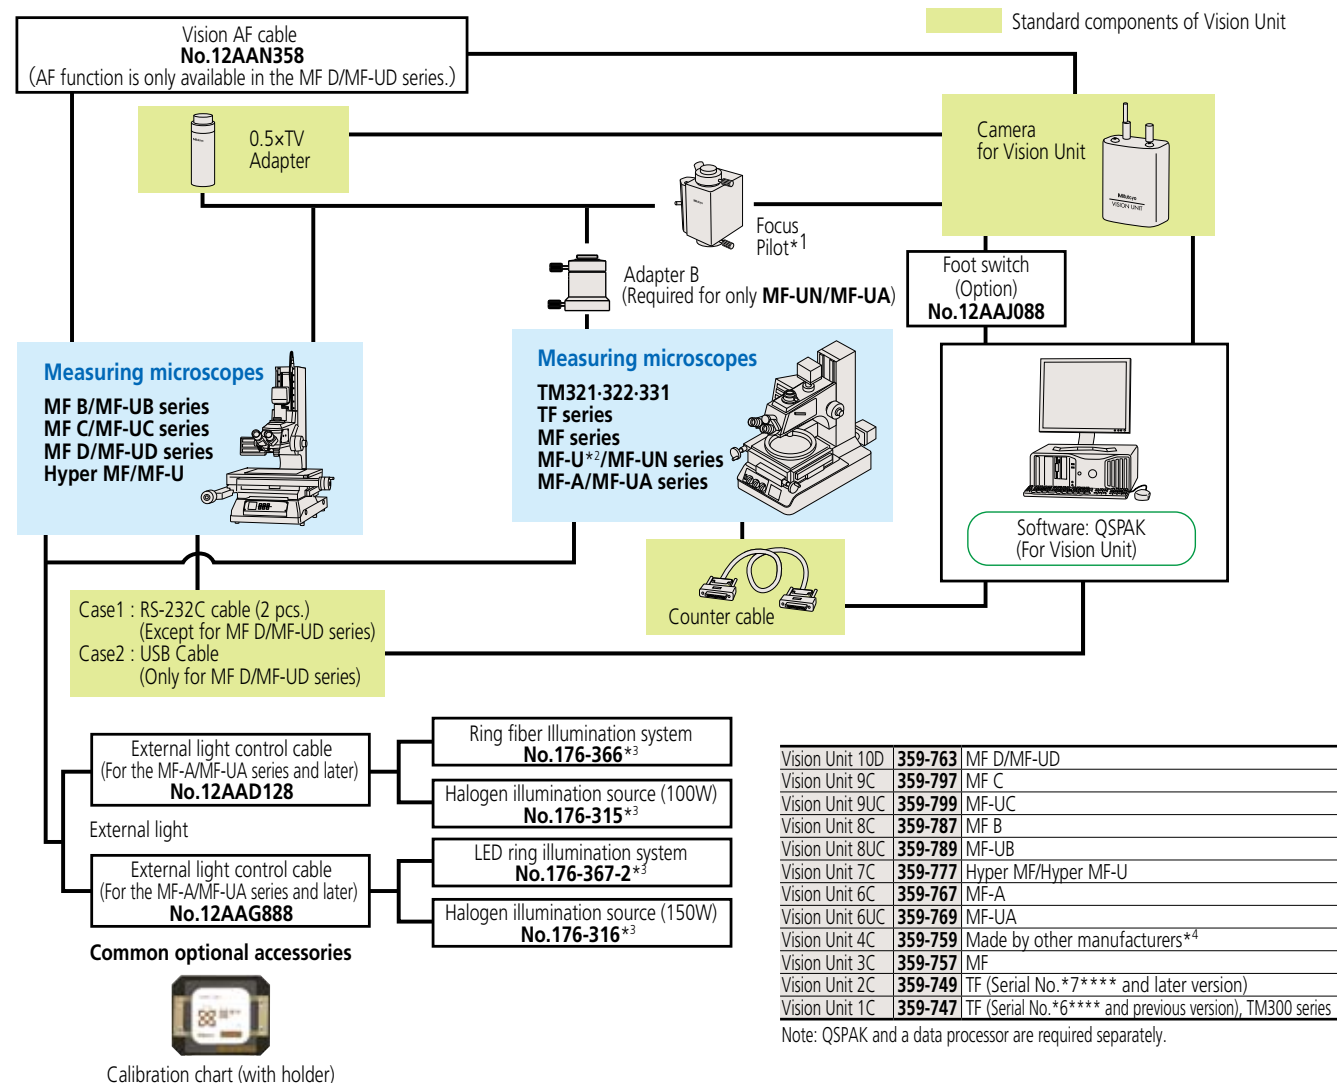 Standard components of Vision Unit
Vision AF cable
No.12AAN358
(AF function is only available in the MF D/MF-UD series.)
0.5×TV
Adapter
Camera
for Vision Unit
Mitutoyo
VISION UNIT
Focus
Pilot*1
Adapter B
(Required for only MF-UN/MF-UA)
Foot switch
(Option)
No.12AAJ088
Measuring microscopes
MF B/MF-UB series
MF C/MF-UC series
MF D/MF-UD series
Hyper MF/MF-U
Measuring microscopes
TM321·322·331
TF series
MF series
MF-U*2/MF-UN series
MF-A/MF-UA series
Software: QSPAK
(For Vision Unit)
Counter cable
Case1 : RS-232C cable (2 pcs.)
(Except for MF D/MF-UD series)
Case2 : USB Cable
(Only for MF D/MF-UD series)
External light control cable
(For the MF-A/MF-UA series and later)
No.12AAD128
Ring fiber Illumination system
No.176-366*3
Halogen illumination source (100W)
No.176-315*3
External light
External light control cable
(For the MF-A/MF-UA series and later)
No.12AAG888
LED ring illumination system
No.176-367-2*3
Halogen illumination source (150W)
No.176-316*3
Common optional accessories
Calibration chart (with holder)
Vision Unit 10D 359-763 MF D/MF-UD
Vision Unit 9C 359-797 MF C
Vision Unit 9UC 359-799 MF-UC
Vision Unit 8C 359-787 MF B
Vision Unit 8UC 359-789 MF-UB
Vision Unit 7C 359-777 Hyper MF/Hyper MF-U
Vision Unit 6C 359-767 MF-A
Vision Unit 6UC 359-769 MF-UA
Vision Unit 4C 359-759 Made by other manufacturers*4
Vision Unit 3C 359-757 MF
Vision Unit 2C 359-749 TF (Serial No.*7**** and later version)
Vision Unit 1C 359-747 TF (Serial No.*6**** and previous version), TM300 series
Note: QSPAK and a data processor are required separately.